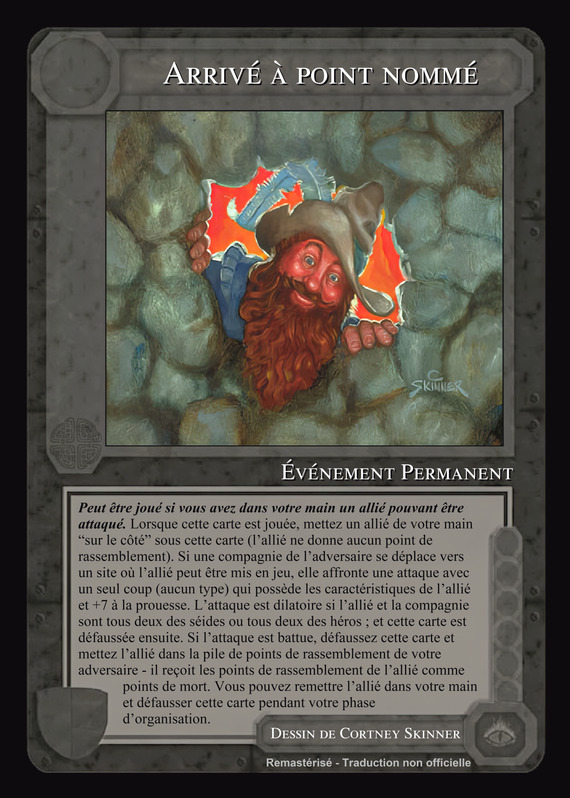 Arrivé à point nommé
Skinner
Événement Permanent
Peut être joué si vous avez dans votre main un allié pouvant être
attaqué. Lorsque cette carte est jouée, mettez un allié de votre main
“sur le côté” sous cette carte (l’allié ne donne aucun point de
rassemblement). Si une compagnie de l’adversaire se déplace vers
un site où l’allié peut être mis en jeu, elle affronte une attaque avec
un seul coup (aucun type) qui possède les caractéristiques de l’allié
et +7 à la prouesse. L’attaque est dilatoire si l’allié et la compagnie
sont tous deux des séides ou tous deux des héros ; et cette carte est
défaussée ensuite. Si l’attaque est battue, défaussez cette carte et
mettez l’allié dans la pile de points de rassemblement de votre
adversaire - il reçoit les points de rassemblement de l’allié comme
points de mort. Vous pouvez remettre l’allié dans votre main
et défausser cette carte pendant votre phase
d’organisation.
Dessin de Cortney Skinner
Remastérisé - Traduction non officielle